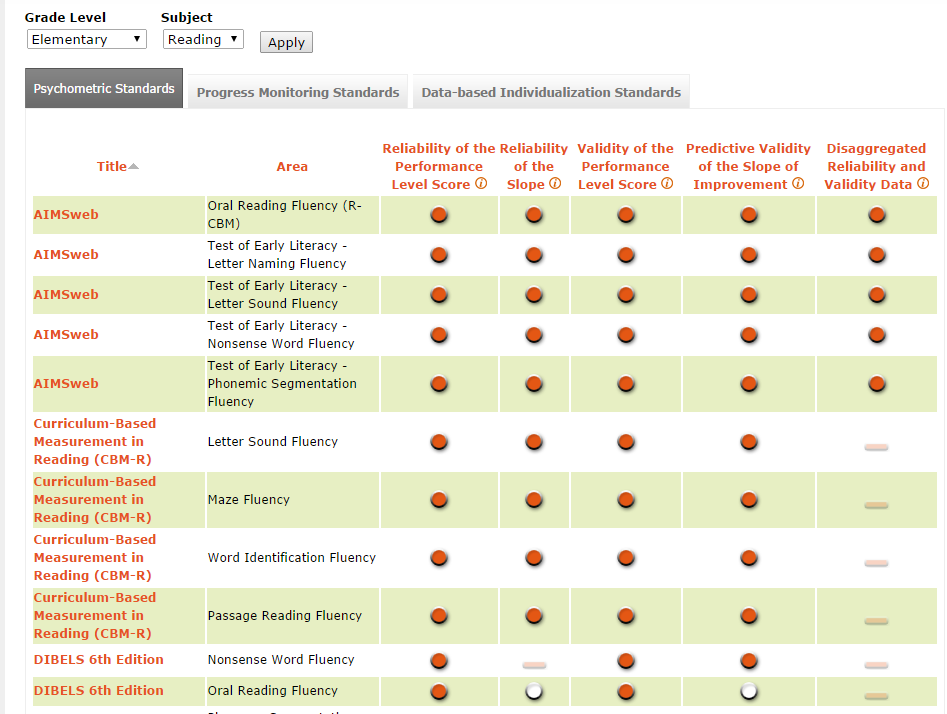 Grade Level Subject
Elementary Reading Apply
Psychometric Standards Progress Monitoring Standards Data-based Individualization Standards
Title
Area
Reliability of the
Performance
Level Score
Reliability
of the
Slope
Validity of the
Performance
Level Score
Predictive Validity
of the Slope of
Improvement
Disaggregated
Reliability and
Validity Data
AIMSweb
Oral Reading Fluency (R-
CBM)
AIMSweb
Test of Early Literacy -
Letter Naming Fluency
AIMSweb
Test of Early Literacy -
Letter Sound Fluency
AIMSweb
Test of Early Literacy -
Nonsense Word Fluency
AIMSweb
Test of Early Literacy -
Phonemic Segmentation
Fluency
Curriculum-Based
Measurement in
Reading (CBM-R)
Letter Sound Fluency
Curriculum-Based
Measurement in
Reading (CBM-R)
Maze Fluency
Curriculum-Based
Measurement in
Reading (CBM-R)
Word Identification Fluency
Curriculum-Based
Measurement in
Reading (CBM-R)
Passage Reading Fluency
DIBELS 6th Edition
Nonsense Word Fluency
DIBELS 6th Edition
Oral Reading Fluency